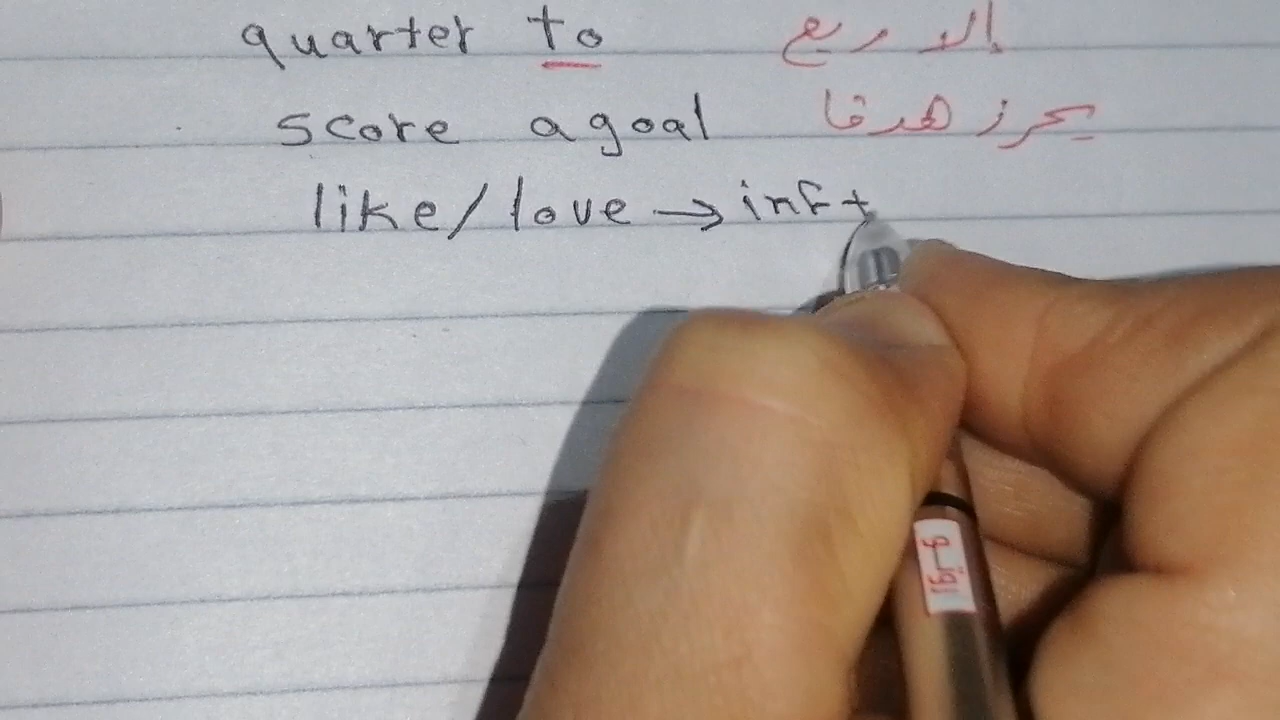 quarter to إلا ربع
score a goal يحرز هدفا
like/love → inf +